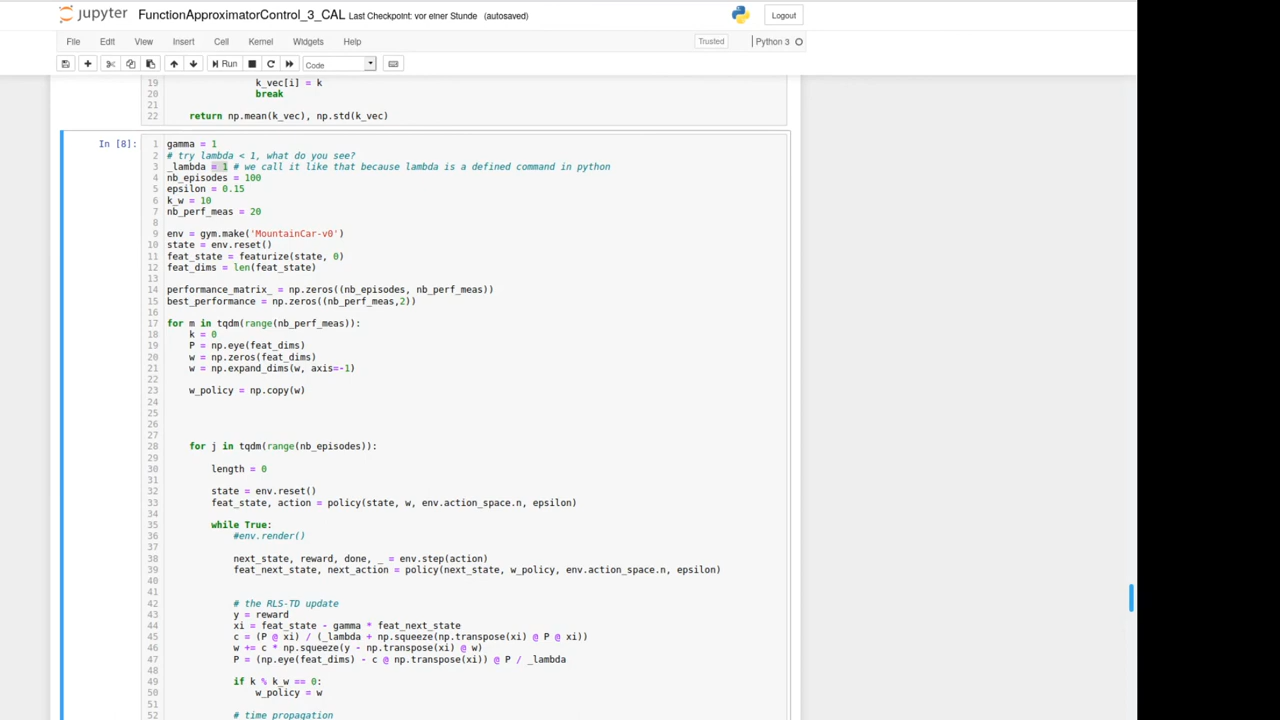 jupyter FunctionApproximatorControl_3_CAL Last Checkpoint: vor einer Stunde (autosaved) Logout
File Edit View Insert Cell Kernel Widgets Help Trusted Python 3
Run Code
19 k_vec[i] = k
20 break
21
22 return np.mean(k_vec), np.std(k_vec)
In [8]:
1 gamma = 1
2 # try lambda < 1, what do you see?
3 _lambda = 1 # we call it like that because lambda is a defined command in python
4 nb_episodes = 100
5 epsilon = 0.15
6 k_w = 10
7 nb_perf_meas = 20
8
9 env = gym.make('MountainCar-v0')
10 state = env.reset()
11 feat_state = featurize(state, 0)
12 feat_dims = len(feat_state)
13
14 performance_matrix_ = np.zeros((nb_episodes, nb_perf_meas))
15 best_performance = np.zeros((nb_perf_meas,2))
16
17 for m in tqdm(range(nb_perf_meas)):
18 k = 0
19 P = np.eye(feat_dims)
20 w = np.zeros(feat_dims)
21 w = np.expand_dims(w, axis=-1)
22
23 w_policy = np.copy(w)
24
25
26
27
28 for j in tqdm(range(nb_episodes)):
29
30 length = 0
31
32 state = env.reset()
33 feat_state, action = policy(state, w, env.action_space.n, epsilon)
34
35 while True:
36 #env.render()
37
38 next_state, reward, done, _ = env.step(action)
39 feat_next_state, next_action = policy(next_state, w_policy, env.action_space.n, epsilon)
40
41
42 # the RLS-TD update
43 y = reward
44 xi = feat_state - gamma * feat_next_state
45 c = (P @ xi) / (_lambda + np.squeeze(np.transpose(xi) @ P @ xi))
46 w += c * np.squeeze(y - np.transpose(xi) @ w)
47 P = (np.eye(feat_dims) - c @ np.transpose(xi)) @ P / _lambda
48
49 if k % k_w == 0:
50 w_policy = w
51
52 # time propagation